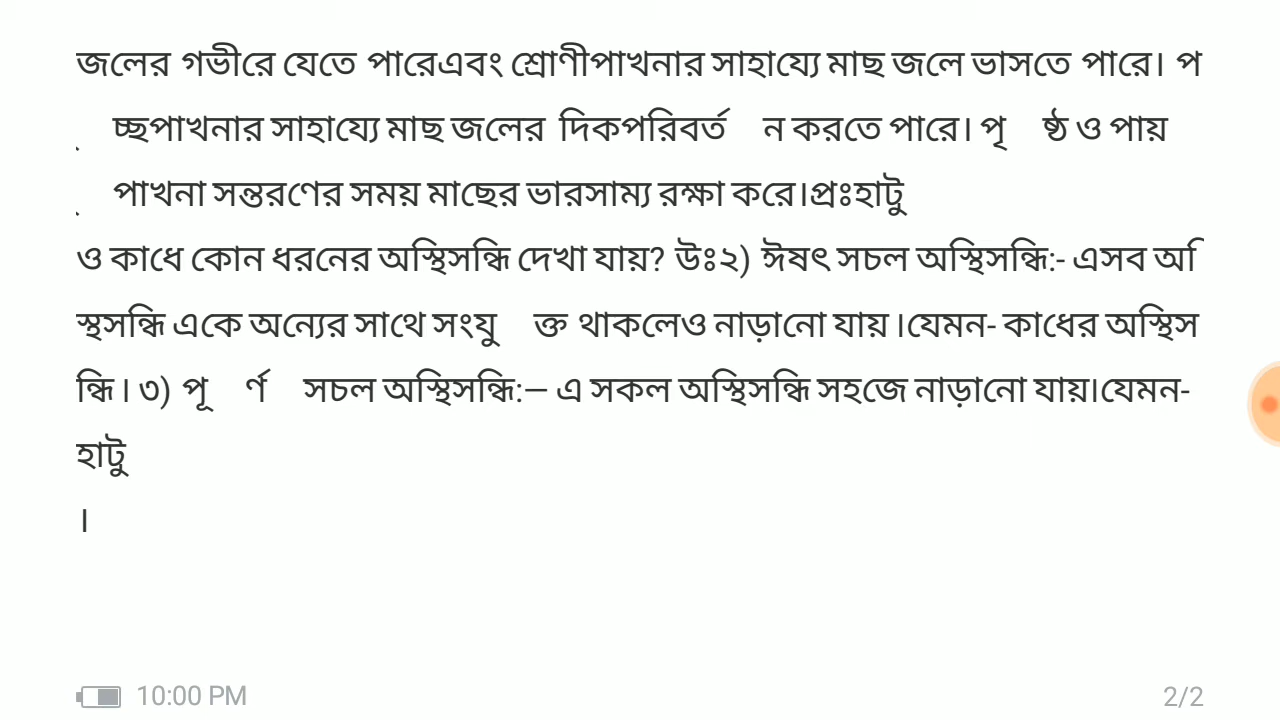 জলের গভীরে যেতে পারেএবং শ্রোণীপাখনার সাহায্যে মাছ জলে ভাসতে পারে। প
ুচ্ছপাখনার সাহায্যে মাছ জলের দিকপরিবর্ত ন করতে পারে। পৃ ষ্ঠ ও পায়
ু পাখনা সন্তরণের সময় মাছের ভারসাম্য রক্ষা করে।প্রঃহাটু
ও কাধে কোন ধরনের অস্থিসন্ধি দেখা যায়? উঃ২) ঈষৎ সচল অস্থিসন্ধি:- এসব অি
স্থসন্ধি একে অন্যের সাথে সংযু ক্ত থাকলেও নাড়ানো যায় ।যেমন- কাধের অস্থিস
ন্ধি। ৩) পূ র্ণ সচল অস্থিসন্ধি:— এ সকল অস্থিসন্ধি সহজে নাড়ানো যায়।যেমন-
হাটু
।
10:00 PM 2/2